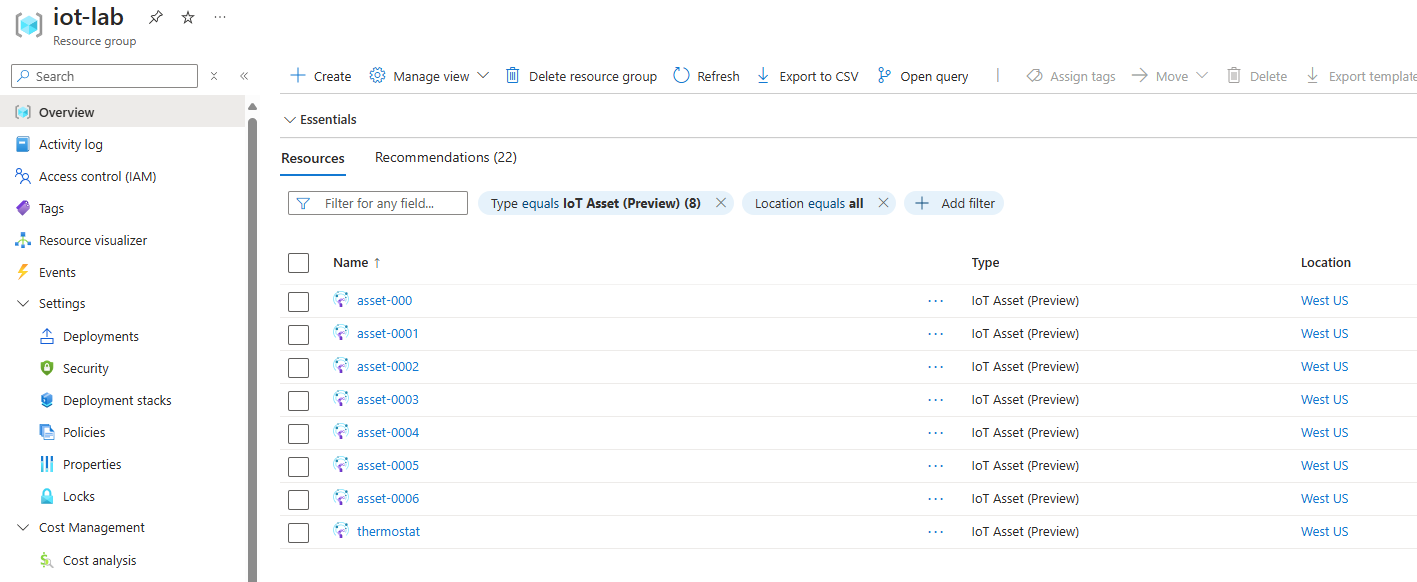 iot-lab
Resource group
Search
Overview
Activity log
Access control (IAM)
Tags
Resource visualizer
Events
Settings
Deployments
Security
Deployment stacks
Policies
Properties
Locks
Cost Management
Cost analysis
Create Manage view Delete resource group Refresh Export to CSV Open query Assign tags Move Delete Export template
Essentials
Resources Recommendations (22)
Filter for any field... Type equals IoT Asset (Preview) (8) Location equals all Add filter
Name ↑ Type Location
asset-000 ... IoT Asset (Preview) West US
asset-0001 ... IoT Asset (Preview) West US
asset-0002 ... IoT Asset (Preview) West US
asset-0003 ... IoT Asset (Preview) West US
asset-0004 ... IoT Asset (Preview) West US
asset-0005 ... IoT Asset (Preview) West US
asset-0006 ... IoT Asset (Preview) West US
thermostat ... IoT Asset (Preview) West US